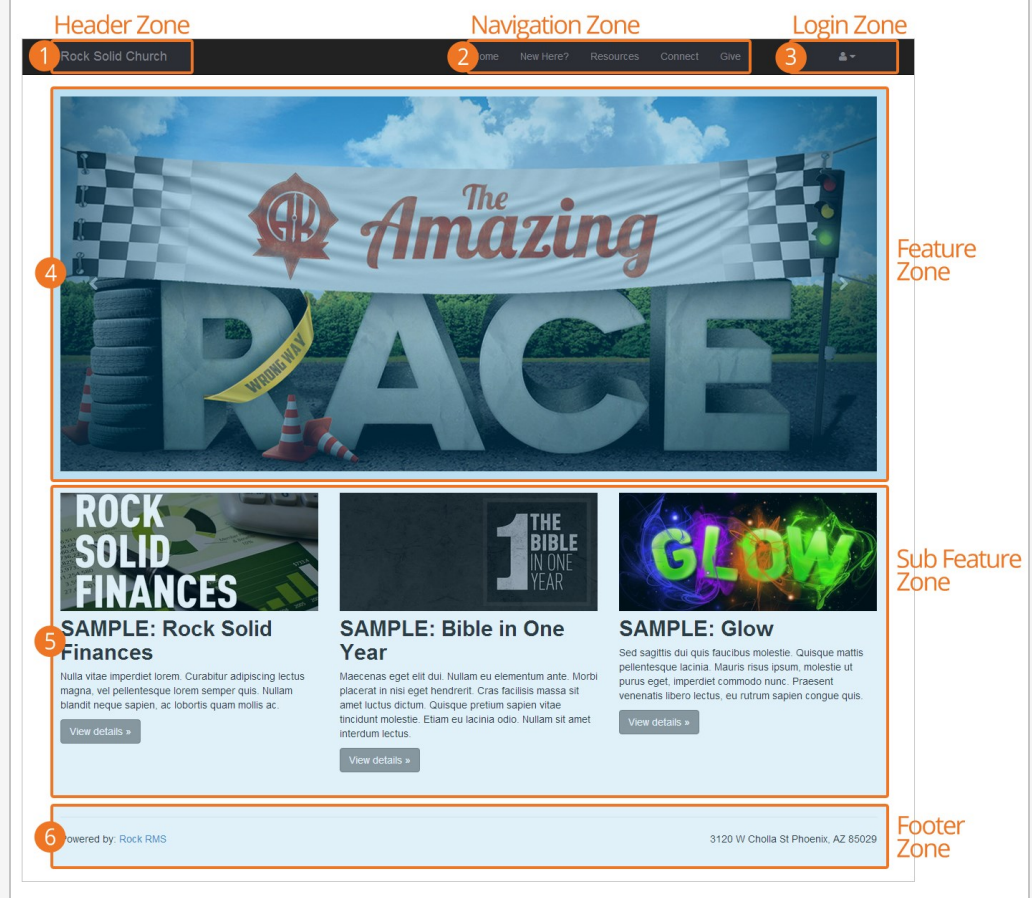 Header Zone
Navigation Zone
Login Zone
1
Rock Solid Church
2
ome
New Here?
Resources
Connect
Give
3
The
Amazing
RACE
WRONG WAY
4
Feature
Zone
ROCK
SOLID
FINANCES
1
THE
BIBLE
IN ONE
YEAR
GLOW
Sub Feature
Zone
5
SAMPLE: Rock Solid
Finances
Nulla vitae imperdiet lorem. Curabitur adipiscing lectus
magna, vel pellentesque lorem semper quis. Nullam
blandit neque sapien, ac lobortis quam mollis ac.
View details »
SAMPLE: Bible in One
Year
Maecenas eget elit dui. Nullam eu elementum ante. Morbi
placerat in nisi eget hendrerit. Cras facilisis massa sit
amet luctus dictum. Quisque pretium sapien vitae
tincidunt molestie. Etiam eu lacinia odio. Nullam sit amet
interdum lectus.
View details »
SAMPLE: Glow
Sed sagittis dui quis faucibus molestie. Quisque mattis
pellentesque lacinia. Mauris risus ipsum, molestie ut
purus eget, imperdiet commodo nunc. Praesent
venenatis libero lectus, eu rutrum sapien congue quis.
View details »
6
owered by: Rock RMS
3120 W Cholla St Phoenix, AZ 85029
Footer
Zone